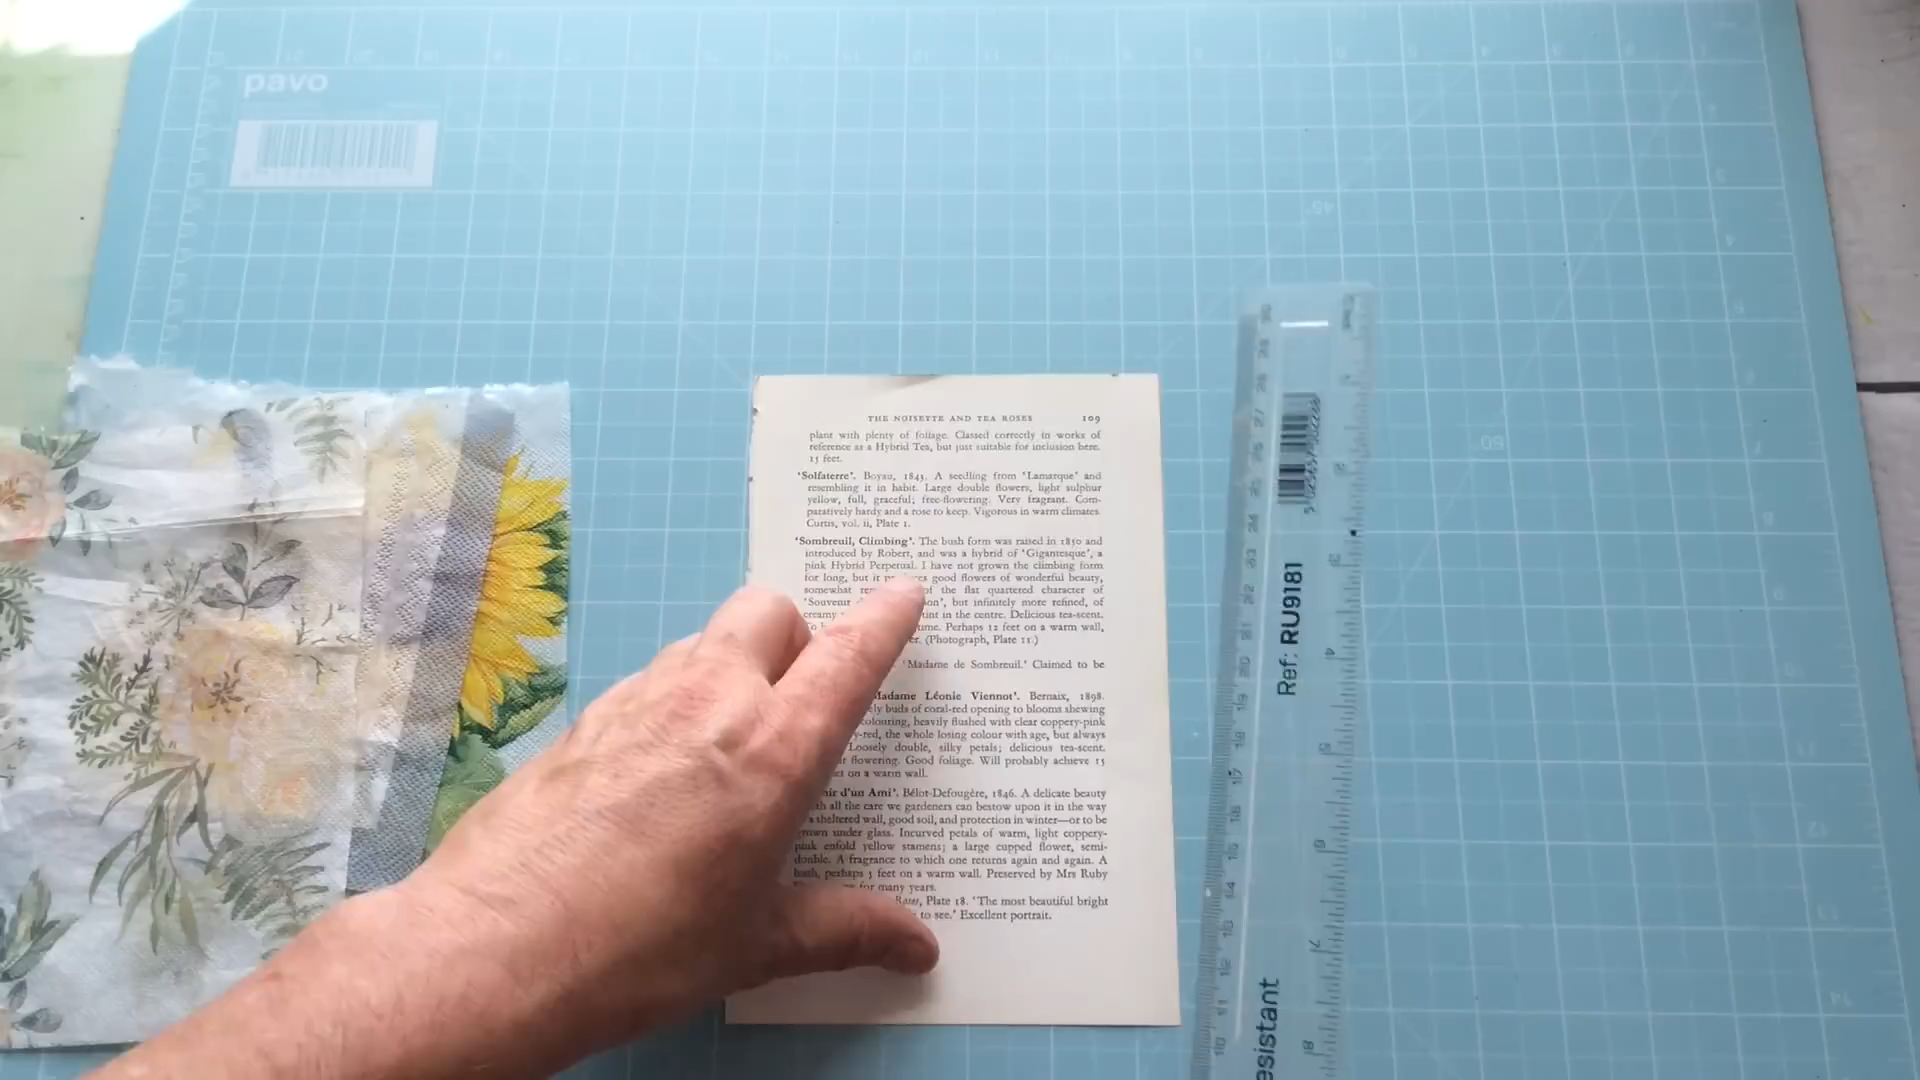 pavo
THE NOISETTE AND TEA ROSES 109
plant with plenty of foliage. Classed correctly in works of
reference as a Hybrid Tea, but just suitable for inclusion here.
15 feet.
'Solfaterre'. Boyau, 1843. A seedling from 'Lamarque' and
resembling it in habit. Large double flowers, light sulphur
yellow, full, graceful; free-flowering. Very fragrant. Com-
paratively hardy and a rose to keep. Vigorous in warm climates.
Curtis, vol. ii, Plate 1.
'Sombreuil, Climbing'. The bush form was raised in 1850 and
introduced by Robert, and was a hybrid of 'Gigantesque', a
pink Hybrid Perpetual. I have not grown the climbing form
for long, but it good flowers of wonderful beauty,
somewhat of the flat quartered character of
'Souvenir but infinitely more refined, of
creamy in the centre. Delicious tea-scent.
Perhaps 12 feet on a warm wall,
(Photograph, Plate 11.)
'Madame de Sombreuil.' Claimed to be
Madame Léonie Viennot'. Bernaix, 1898.
buds of coral-red opening to blooms shewing
colouring, heavily flushed with clear coppery-pink
-red, the whole losing colour with age, but always
Loosely double, silky petals; delicious tea-scent.
flowering. Good foliage. Will probably achieve 15
on a warm wall.
d'un Ami'. Bélot-Defougère, 1846. A delicate beauty
all the care we gardeners can bestow upon it in the way
a sheltered wall, good soil, and protection in winter—or to be
under glass. Incurved petals of warm, light coppery-
pink enfold yellow stamens; a large cupped flower, semi-
double. A fragrance to which one returns again and again. A
bush, perhaps 5 feet on a warm wall. Preserved by Mrs Ruby
for many years.
Plate 18. 'The most beautiful bright
to see.' Excellent portrait.
Ref: RU9181
esistant